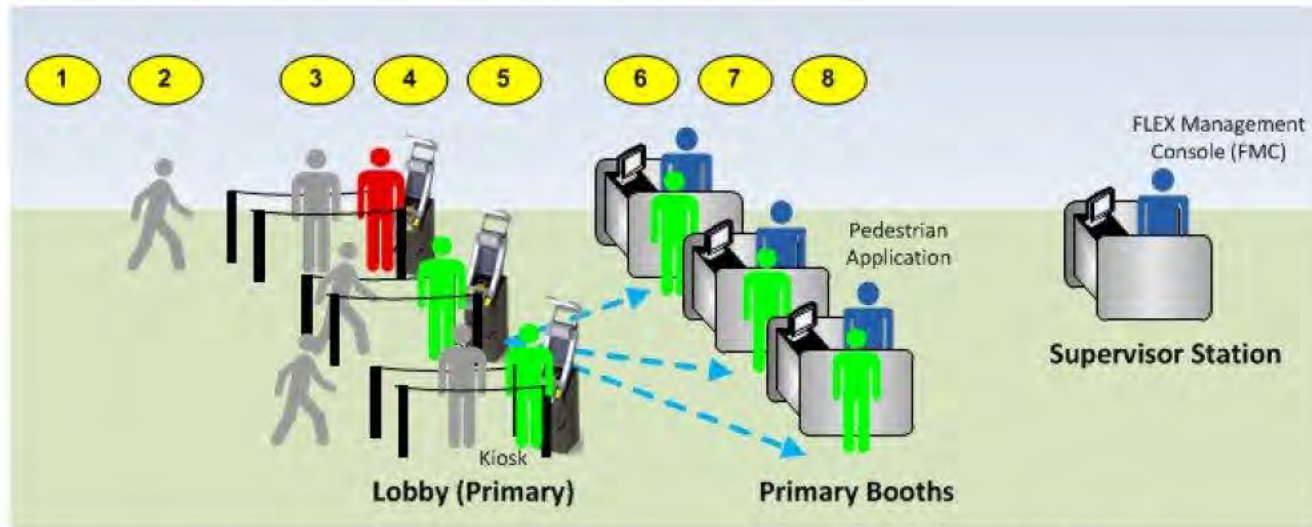 1
2
3
4
5
6
7
8
FLEX Management
Console (FMC)
Pedestrian
Application
Supervisor Station
Kiosk
Lobby (Primary)
Primary Booths